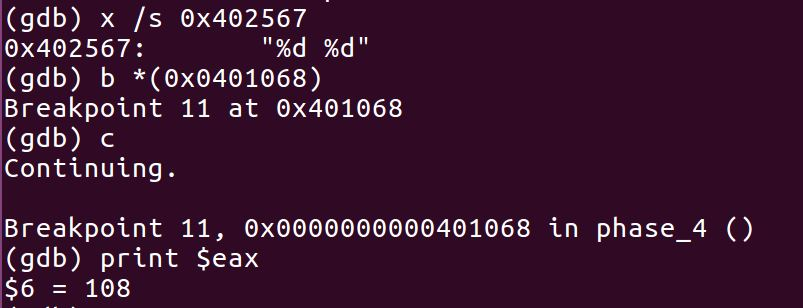 (gdb) x /s 0x402567
0x402567:       "%d %d"
(gdb) b *(0x0401068)
Breakpoint 11 at 0x401068
(gdb) c
Continuing.

Breakpoint 11, 0x0000000000401068 in phase_4 ()
(gdb) print $eax
$6 = 108